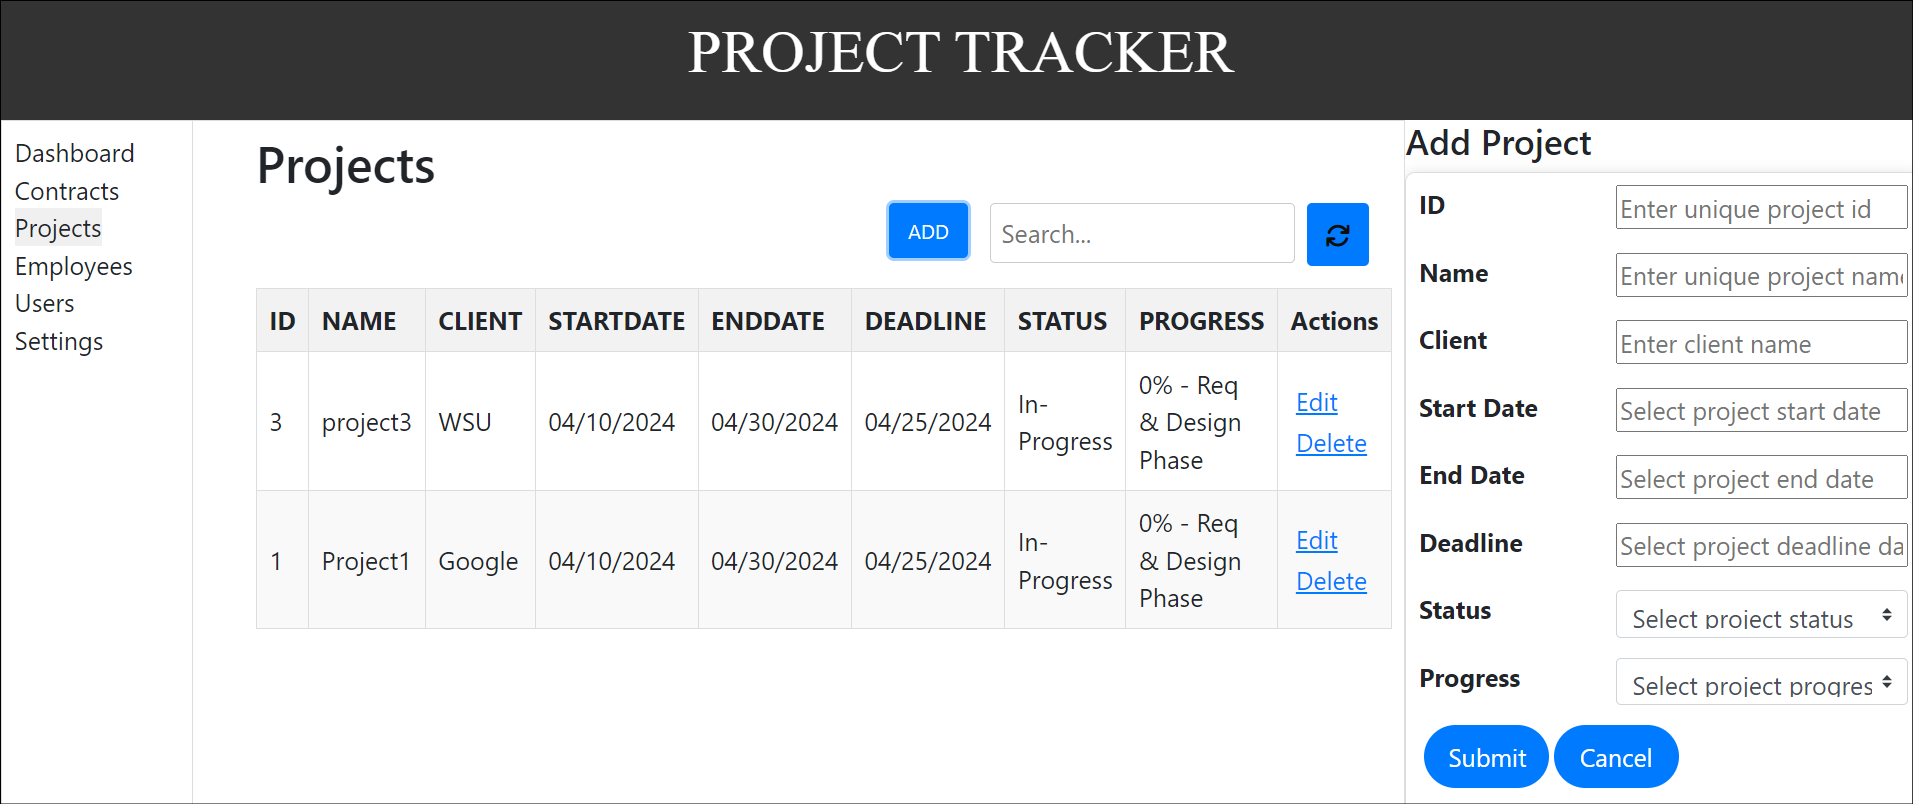 PROJECT TRACKER
Dashboard
Contracts
Projects
Employees
Users
Settings
Projects
ADD
Search...
ID NAME CLIENT STARTDATE ENDDATE DEADLINE STATUS PROGRESS Actions
3 project3 WSU 04/10/2024 04/30/2024 04/25/2024 In-
Progress 0% - Req
& Design
Phase Edit
Delete
1 Project1 Google 04/10/2024 04/30/2024 04/25/2024 In-
Progress 0% - Req
& Design
Phase Edit
Delete
Add Project
ID Enter unique project id
Name Enter unique project name
Client Enter client name
Start Date Select project start date
End Date Select project end date
Deadline Select project deadline da
Status Select project status
Progress Select project progres
Submit Cancel